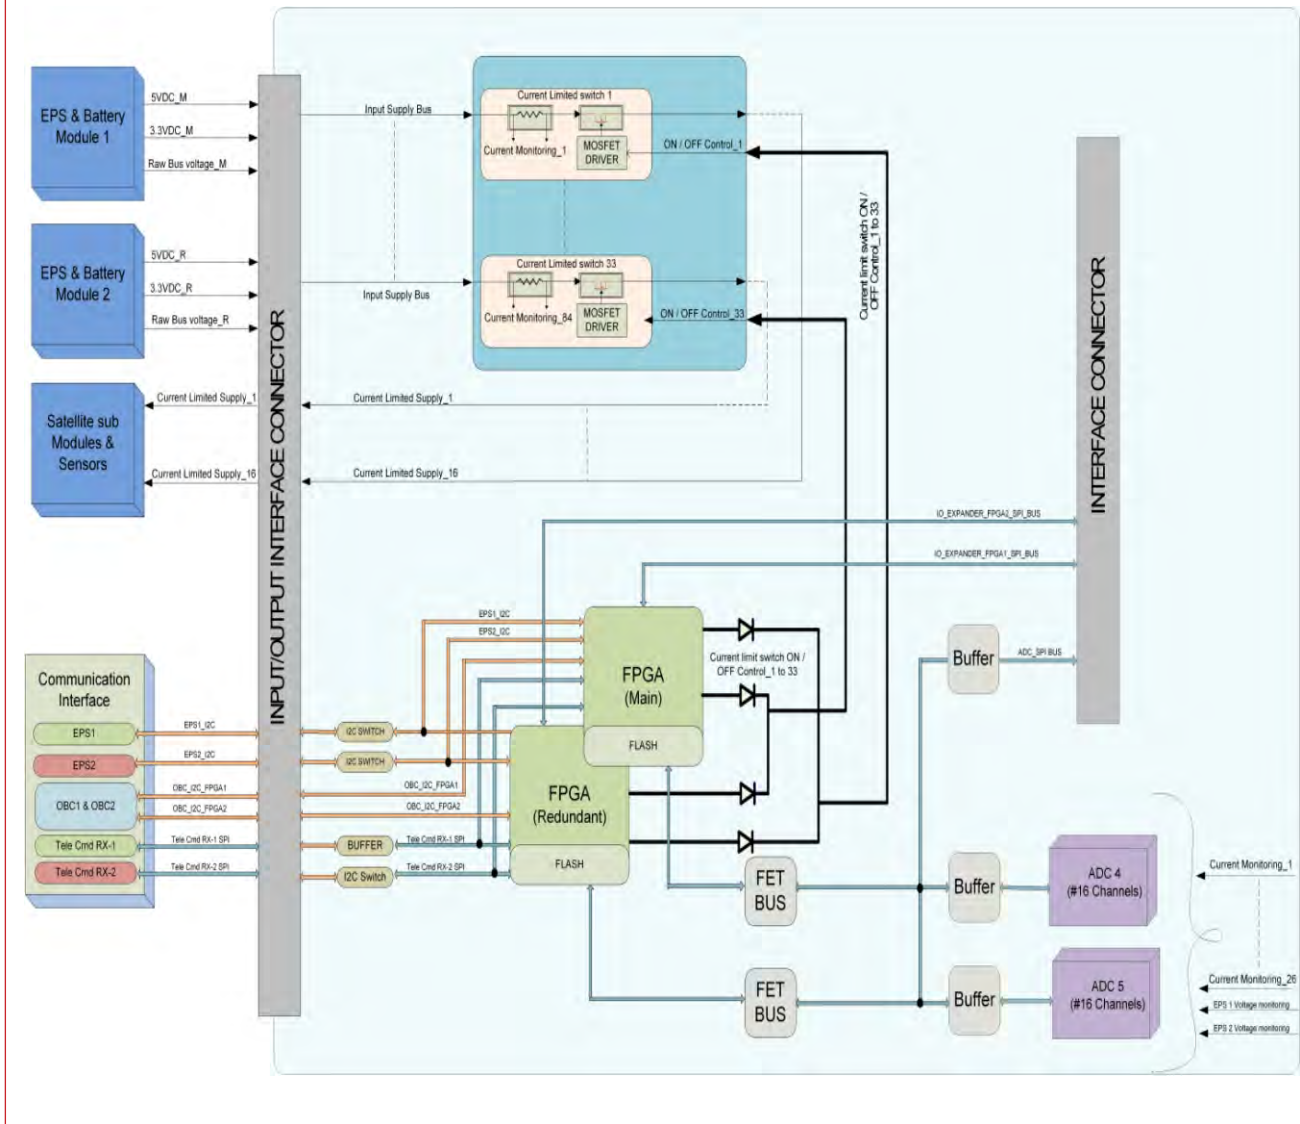 EPS & Battery
Module 1
5VDC_M
3.3VDC_M
Raw Bus voltage_M
EPS & Battery
Module 2
5VDC_R
3.3VDC_R
Raw Bus voltage_R
Satellite sub
Modules &
Sensors
Current Limited Supply_1
Current Limited Supply_16
INPUT/OUTPUT INTERFACE CONNECTOR
Input Supply Bus
Input Supply Bus
Current Limited switch 1
Current Monitoring_1
MOSFET
DRIVER
ON / OFF Control_1
Current Limited switch 33
Current Monitoring_84
MOSFET
DRIVER
ON / OFF Control_33
Current limit switch ON /
OFF Control_1 to 33
Current Limited Supply_1
Current Limited Supply_16
INTERFACE CONNECTOR
IO_EXPANDER_FPGA2_SPI_BUS
IO_EXPANDER_FPGA1_SPI_BUS
EPS1_I2C
EPS2_I2C
FPGA
(Main)
FLASH
Current limit switch ON /
OFF Control_1 to 33
Buffer
ADC_SPI BUS
Communication
Interface
EPS1
EPS2
OBC1 & OBC2
Tele Cmd RX-1
Tele Cmd RX-2
EPS1_I2C
EPS2_I2C
OBC_I2C_FPGA1
OBC_I2C_FPGA2
Tele Cmd RX-1 SPI
Tele Cmd RX-2 SPI
I2C SWITCH
I2C SWITCH
OBC_I2C_FPGA1
OBC_I2C_FPGA2
BUFFER
Tele Cmd RX-1 SPI
I2C Switch
Tele Cmd RX-2 SPI
FPGA
(Redundant)
FLASH
FET
BUS
Buffer
ADC 4
(#16 Channels)
FET
BUS
Buffer
ADC 5
(#16 Channels)
Current Monitoring_1
Current Monitoring_26
EPS 1 Voltage monitoring
EPS 2 Voltage monitoring